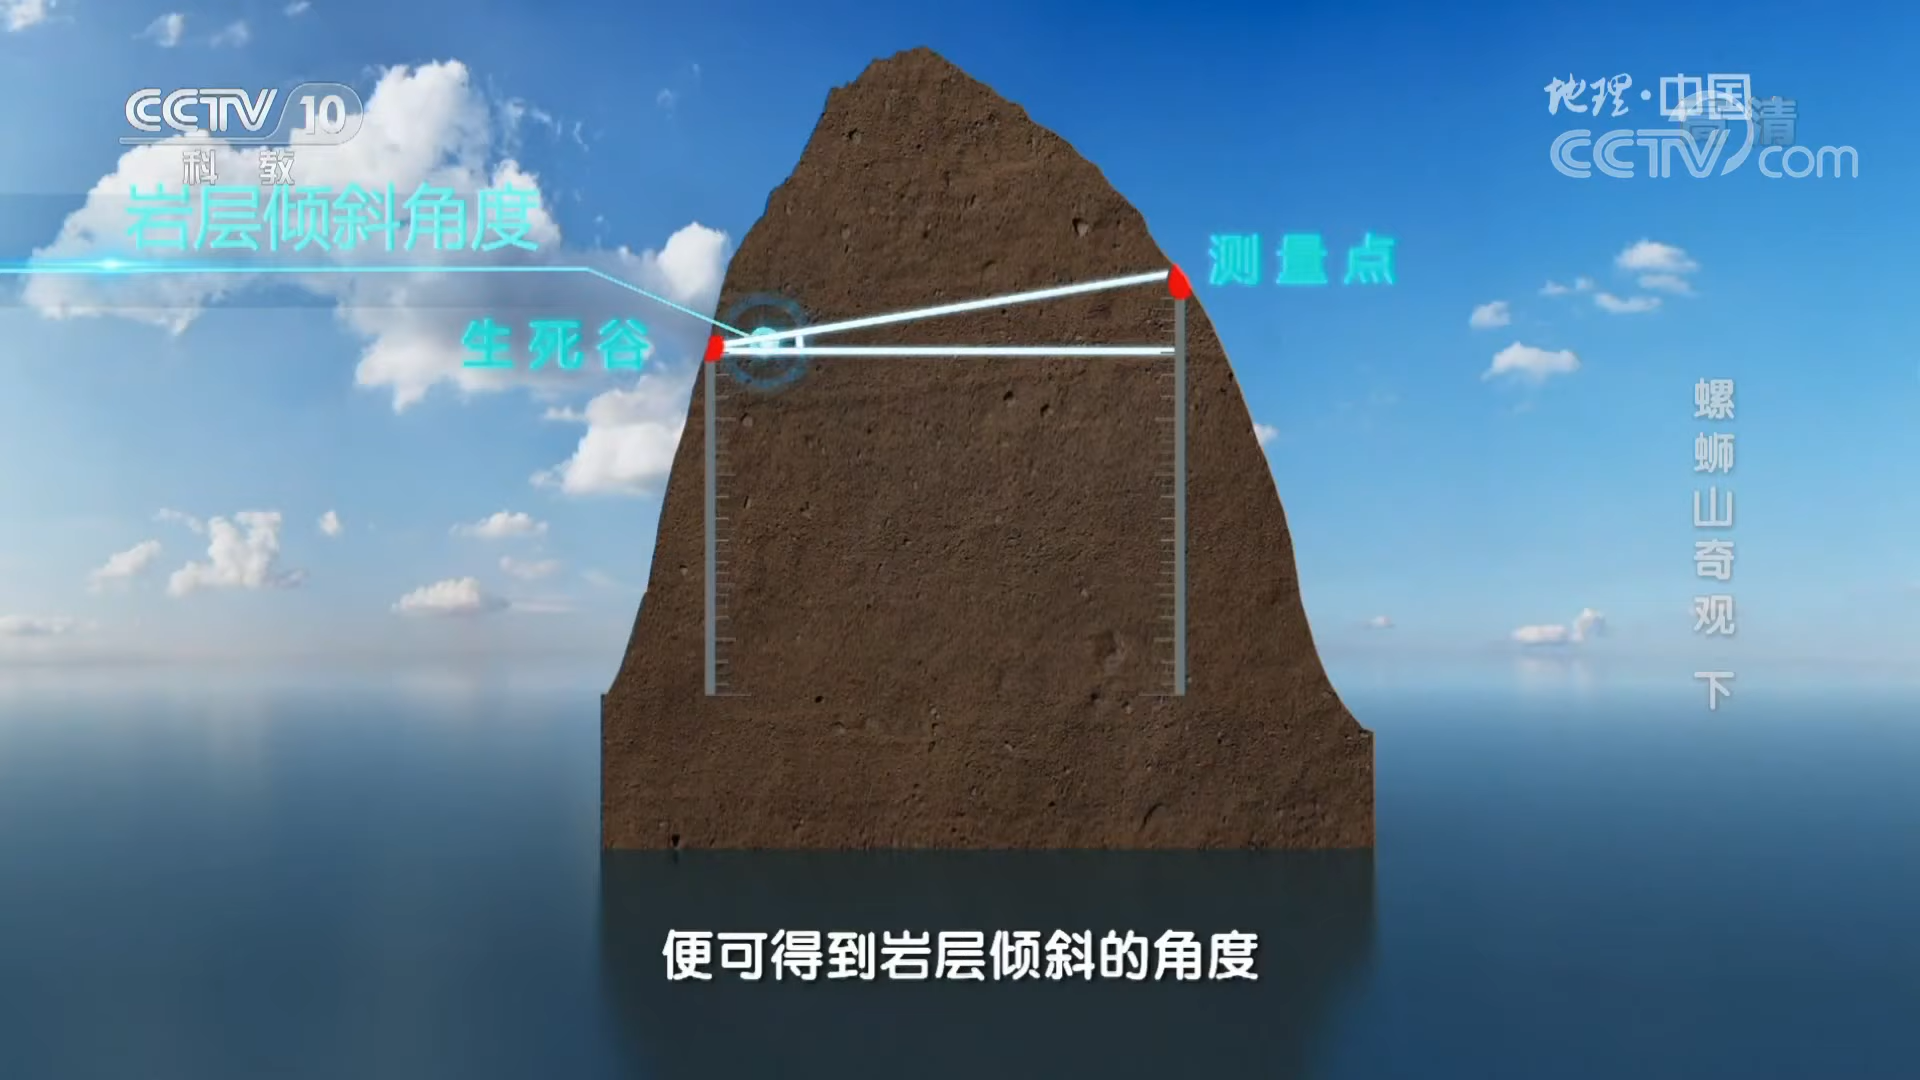 CCTV 10
科 教
地理·中国
高清
CCTV.com
岩层倾斜角度
测量点
生死谷
螺蛳山奇观 下
便可得到岩层倾斜的角度